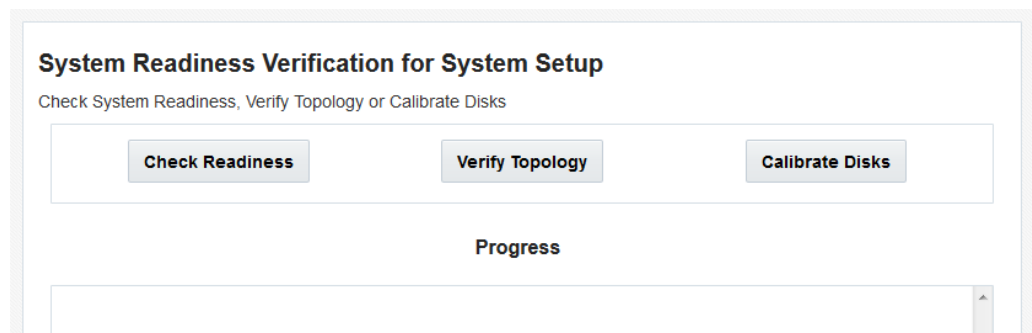 System Readiness Verification for System Setup
Check System Readiness, Verify Topology or Calibrate Disks
Check Readiness Verify Topology Calibrate Disks
Progress